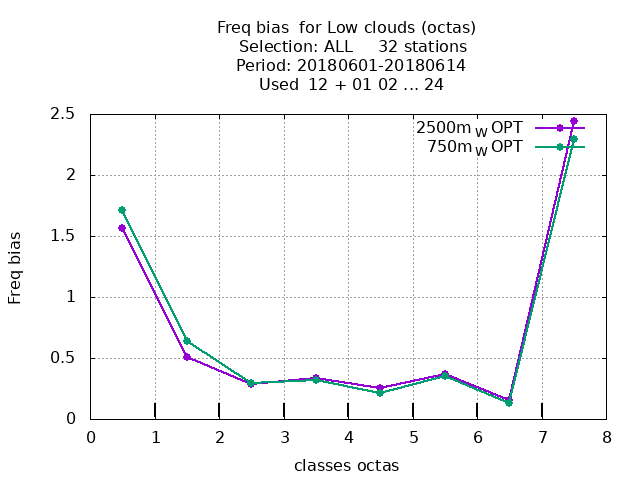 Freq bias for Low clouds (octas)
Selection: ALL 32 stations
Period: 20180601-20180614
Used 12 + 01 02 ... 24
2500m W OPT
750m W OPT
2.5
2
1.5
1
0.5
0
Freq bias
0 1 2 3 4 5 6 7 8
classes octas